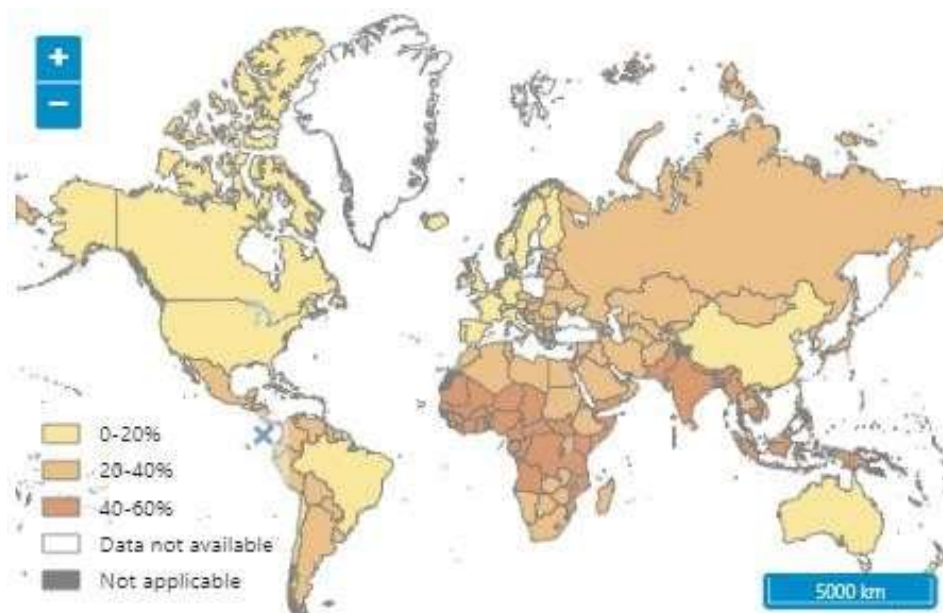 +
−
0-20%
20-40%
40-60%
Data not available
Not applicable
5000 km